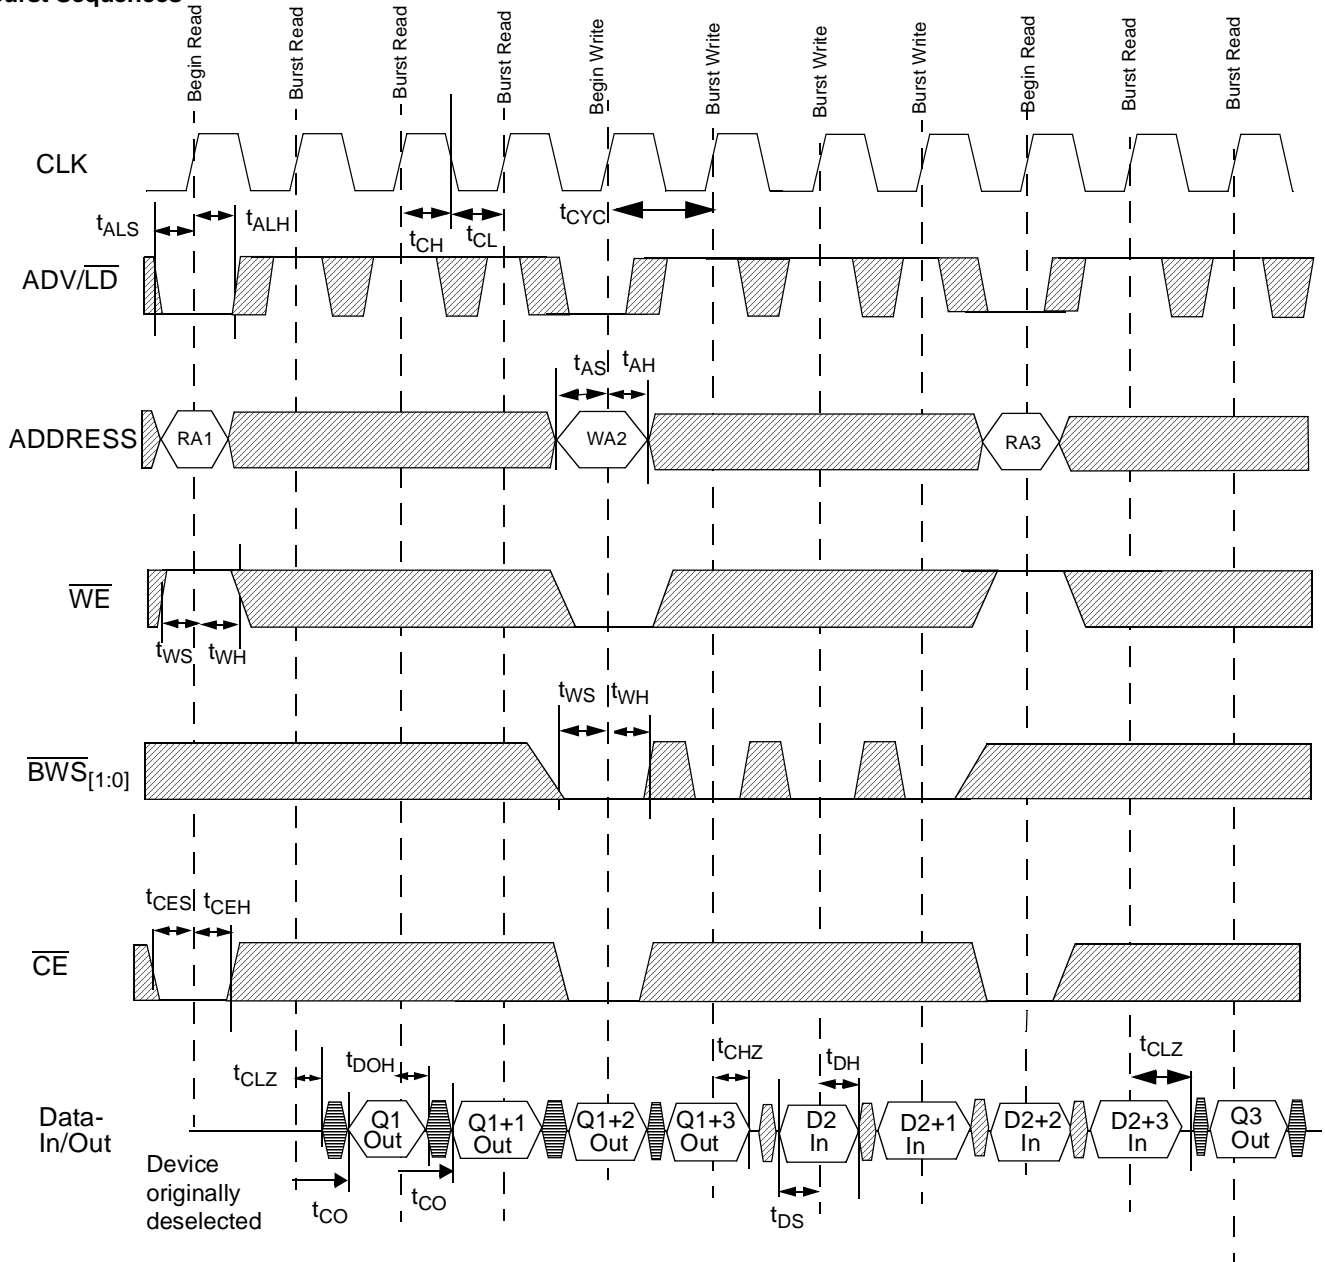 Burst Sequences
Begin Read
Burst Read
Burst Read
Burst Read
Begin Write
Burst Write
Burst Write
Burst Write
Begin Read
Burst Read
Burst Read
CLK
tALS
tALH
tCH
tCL
tCYC
ADV/LD
tAS
tAH
ADDRESS
RA1
WA2
RA3
WE
tWS
tWH
tWS
tWH
BWS[1:0]
tCES
tCEH
CE
tCLZ
tDOH
tCHZ
tDH
tCLZ
Data-
In/Out
Q1
Out
Q1+1
Out
Q1+2
Out
Q1+3
Out
D2
In
D2+1
In
D2+2
In
D2+3
In
Q3
Out
Device
originally
deselected
tCO
tCO
tDS